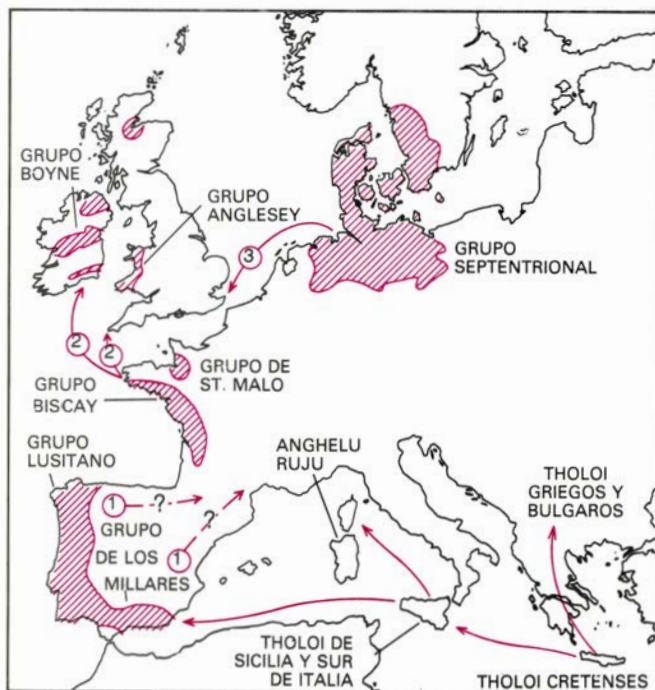 GRUPO
BOYNE
GRUPO
ANGLESEY
3
GRUPO
SEPTENTRIONAL
2
2
GRUPO DE
ST. MALO
GRUPO
BISCAY
GRUPO
LUSITANO
ANGHELU
RUJU
THOLOI
GRIEGOS Y
BULGAROS
1 ?
?
GRUPO
DE LOS
1
MILLARES
THOLOI DE
SICILIA Y SUR
DE ITALIA
THOLOI CRETENSES